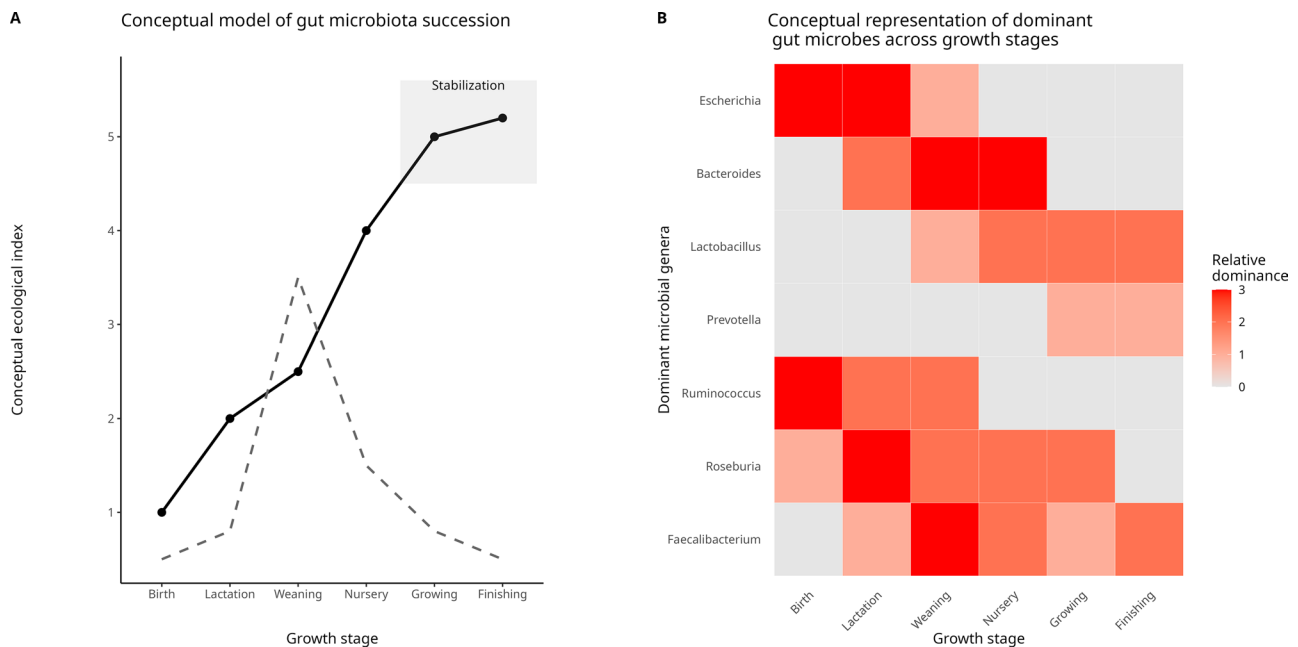 A
Conceptual model of gut microbiota succession
Stabilization
5
4
3
2
1
Conceptual ecological index
Birth
Lactation
Weaning
Nursery
Growing
Finishing
Growth stage
B
Conceptual representation of dominant
gut microbes across growth stages
Dominant microbial genera
Escherichia
Bacteroides
Lactobacillus
Prevotella
Ruminococcus
Roseburia
Faecalibacterium
Birth
Lactation
Weaning
Nursery
Growing
Finishing
Growth stage
Relative
dominance
3
2
1
0